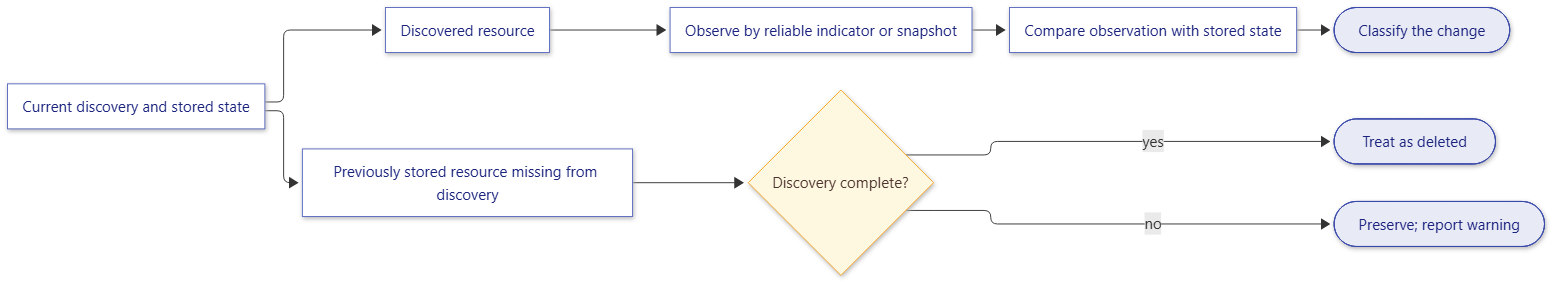 Discovered resource
Observe by reliable indicator or snapshot
Compare observation with stored state
Classify the change
Current discovery and stored state
Previously stored resource missing from
discovery
Discovery complete?
yes
Treat as deleted
no
Preserve; report warning